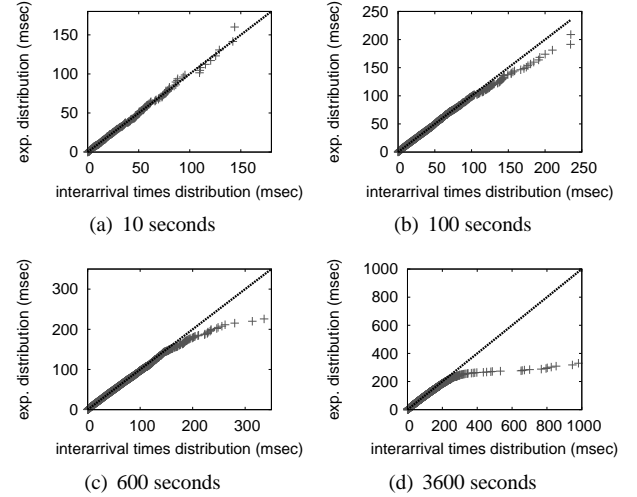 exp. distribution (msec)
150
100
50
0
0 50 100 150
interarrival times distribution (msec)
(a) 10 seconds
exp. distribution (msec)
250
200
150
100
50
0
0 50 100 150 200 250
interarrival times distribution (msec)
(b) 100 seconds
exp. distribution (msec)
300
200
100
0
0 100 200 300
interarrival times distribution (msec)
(c) 600 seconds
exp. distribution (msec)
1000
800
600
400
200
0
0 200 400 600 800 1000
interarrival times distribution (msec)
(d) 3600 seconds